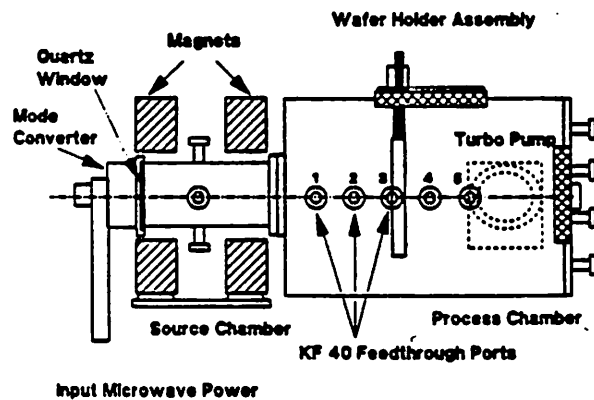 Wafer Holder Assembly
Magnets
Quartz
Window
Mode
Converter
Turbo Pump
1 2 3 4 5
Source Chamber
Process Chamber
KF 40 Feedthrough Ports
Input Microwave Power